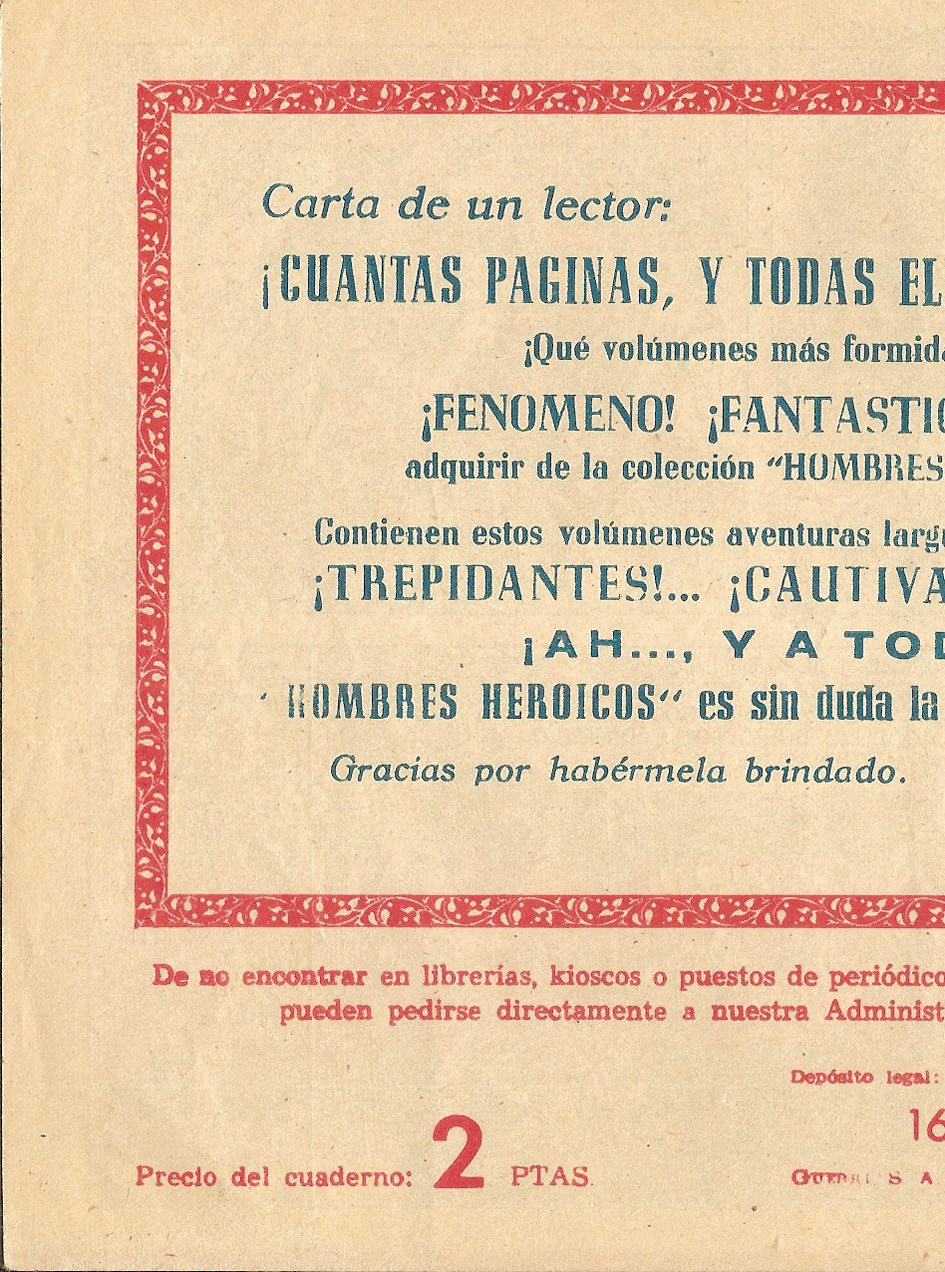 Carta de un lector:
¡CUANTAS PAGINAS, Y TODAS EL
¡Qué volúmenes más formida
¡FENOMENO! ¡FANTASTIC
adquirir de la colección “HOMBRES
Contienen estos volúmenes aventuras larg
¡TREPIDANTES!... ¡CAUTIVA
¡AH..., Y A TOD
HOMBRES HEROICOS“ es sin duda la
Gracias por habérmela brindado.
De no encontrar en librerías, kioscos o puestos de periódico
pueden pedirse directamente a nuestra Administ
Depósito legal:
16
Precio del cuaderno: 2 PTAS.
S A